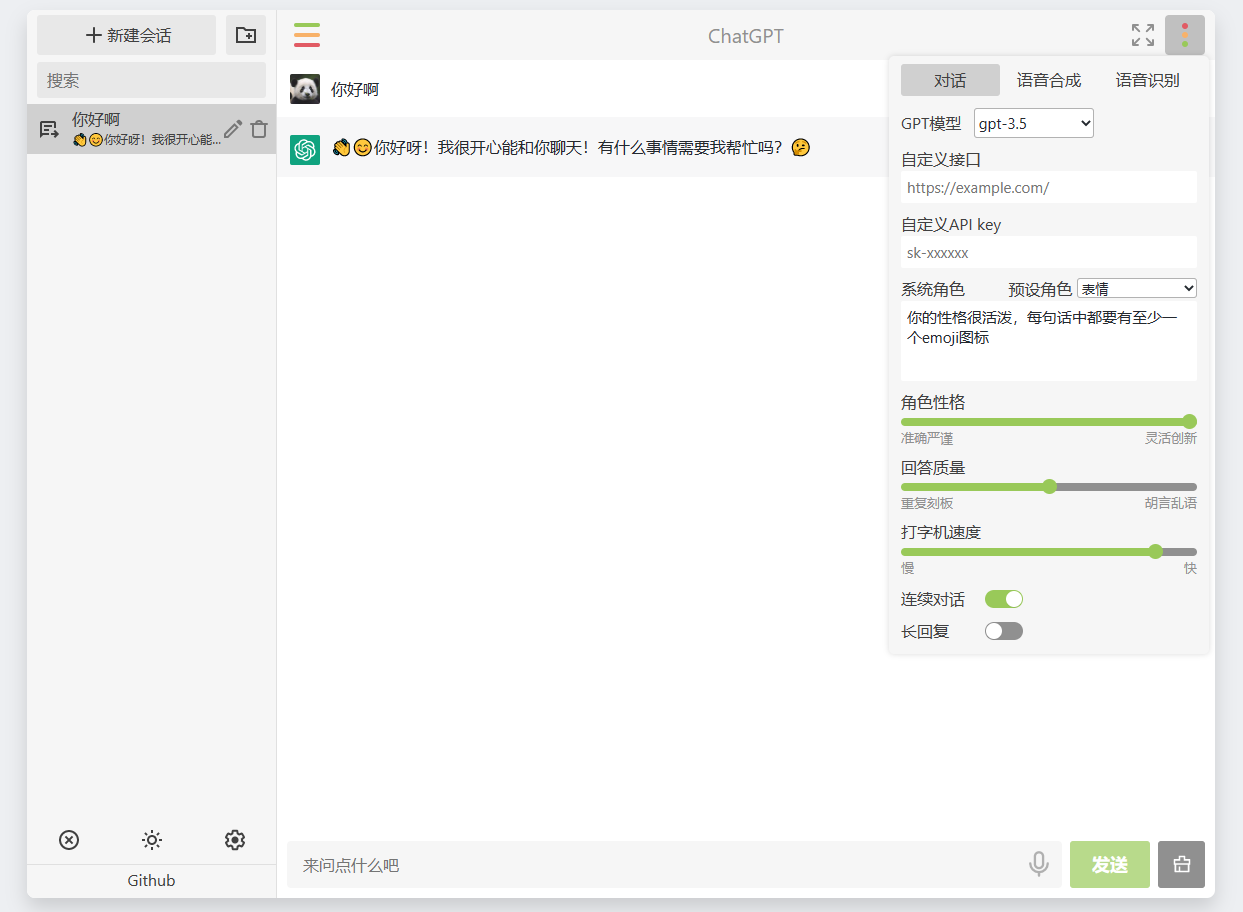 新建会话
搜索
你好啊
👏😊你好呀！我很开心能...
Github
ChatGPT
你好啊
👏😊你好呀！我很开心能和你聊天！有什么事情需要我帮忙吗？🤔
来问点什么吧
发送
对话 语音合成 语音识别
GPT模型 gpt-3.5
自定义接口
https://example.com/
自定义API key
sk-xxxxxx
系统角色 预设角色 表情
你的性格很活泼，每句话中都要有至少一
个emoji图标
角色性格
准确严谨 灵活创新
回答质量
重复刻板 胡言乱语
打字机速度
慢 快
连续对话
长回复